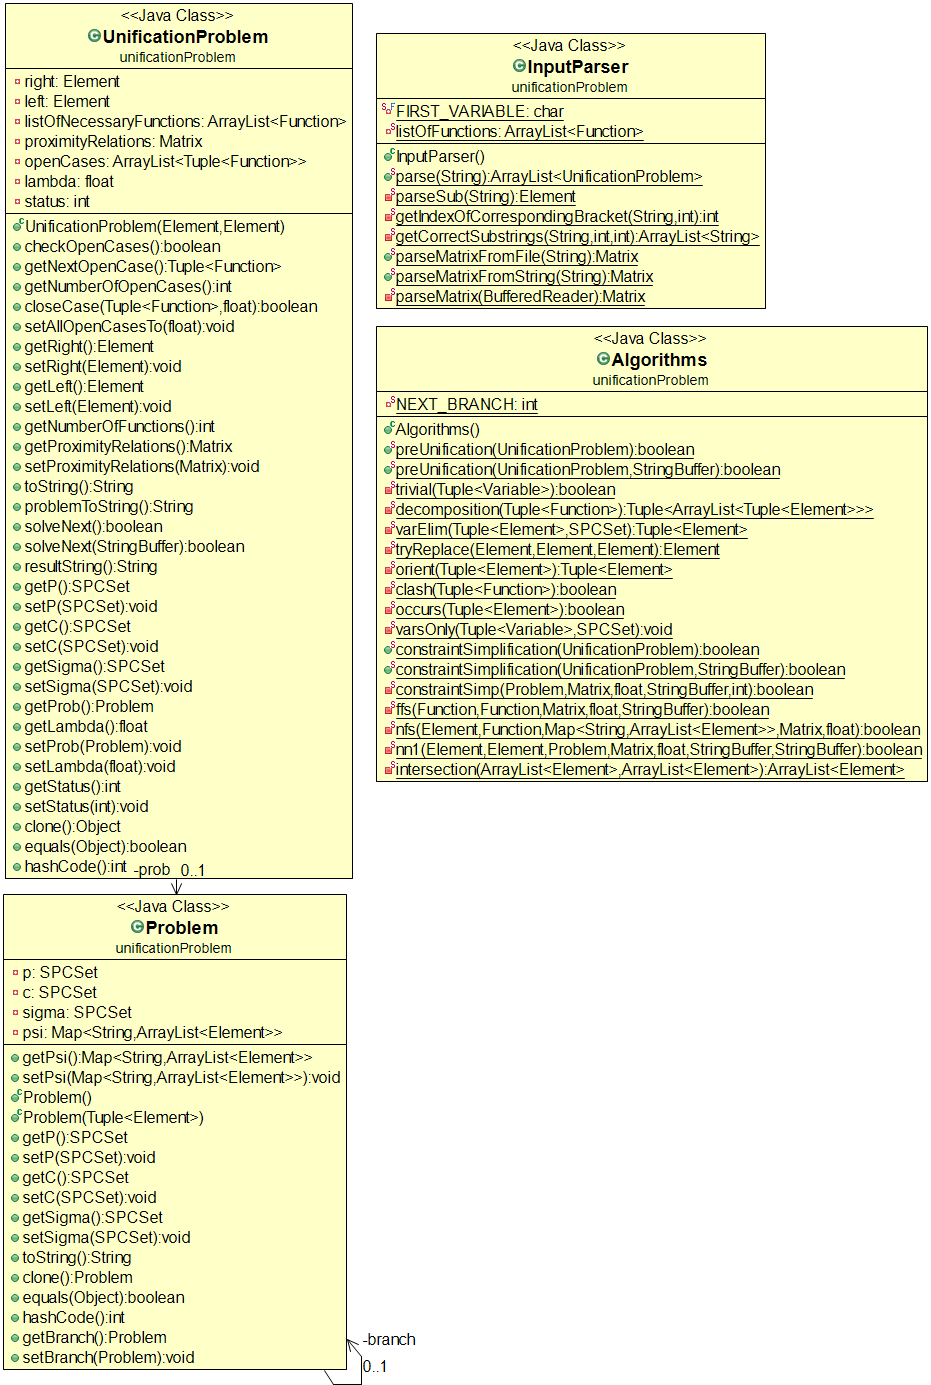 <<Java Class>>
UnificationProblem
unificationProblem
right: Element
left: Element
listOfNecessaryFunctions: ArrayList<Function>
proximityRelations: Matrix
openCases: ArrayList<Tuple<Function>>
lambda: float
status: int
UnificationProblem(Element,Element)
checkOpenCases():boolean
getNextOpenCase():Tuple<Function>
getNumberOfOpenCases():int
closeCase(Tuple<Function>,float):boolean
setAllOpenCasesTo(float):void
getRight():Element
setRight(Element):void
getLeft():Element
setLeft(Element):void
getNumberOfFunctions():int
getProximityRelations():Matrix
setProximityRelations(Matrix):void
toString():String
problemToString():String
solveNext():boolean
solveNext(StringBuffer):boolean
resultString():String
getP():SPCSet
setP(SPCSet):void
getC():SPCSet
setC(SPCSet):void
getSigma():SPCSet
setSigma(SPCSet):void
getProb():Problem
getLambda():float
setProb(Problem):void
setLambda(float):void
getStatus():int
setStatus(int):void
clone():Object
equals(Object):boolean
hashCode():int
-prob 0..1
<<Java Class>>
Problem
unificationProblem
p: SPCSet
c: SPCSet
sigma: SPCSet
psi: Map<String,ArrayList<Element>>
getPsi():Map<String,ArrayList<Element>>
setPsi(Map<String,ArrayList<Element>>):void
Problem()
Problem(Tuple<Element>)
getP():SPCSet
setP(SPCSet):void
getC():SPCSet
setC(SPCSet):void
getSigma():SPCSet
setSigma(SPCSet):void
toString():String
clone():Problem
equals(Object):boolean
hashCode():int
getBranch():Problem
setBranch(Problem):void
-branch
0..1
<<Java Class>>
InputParser
unificationProblem
FIRST_VARIABLE: char
listOfFunctions: ArrayList<Function>
InputParser()
parse(String):ArrayList<UnificationProblem>
parseSub(String):Element
getIndexOfCorrespondingBracket(String,int):int
getCorrectSubstrings(String,int,int):ArrayList<String>
parseMatrixFromFile(String):Matrix
parseMatrixFromString(String):Matrix
parseMatrix(BufferedReader):Matrix
<<Java Class>>
Algorithms
unificationProblem
NEXT_BRANCH: int
Algorithms()
preUnification(UnificationProblem):boolean
preUnification(UnificationProblem,StringBuffer):boolean
trivial(Tuple<Variable>):boolean
decomposition(Tuple<Function>):Tuple<ArrayList<Tuple<Element>>>
varElim(Tuple<Element>,SPCSet):Tuple<Element>
tryReplace(Element,Element,Element):Element
orient(Tuple<Element>):Tuple<Element>
clash(Tuple<Function>):boolean
occurs(Tuple<Element>):boolean
varsOnly(Tuple<Variable>,SPCSet):void
constraintSimplification(UnificationProblem):boolean
constraintSimplification(UnificationProblem,StringBuffer):boolean
constraintSimp(Problem,Matrix,float,StringBuffer,int):boolean
ffs(Function,Function,Matrix,float,StringBuffer):boolean
nfs(Element,Function,Map<String,ArrayList<Element>>,Matrix,float):boolean
nn1(Element,Element,Problem,Matrix,float,StringBuffer,StringBuffer):boolean
intersection(ArrayList<Element>,ArrayList<Element>):ArrayList<Element>